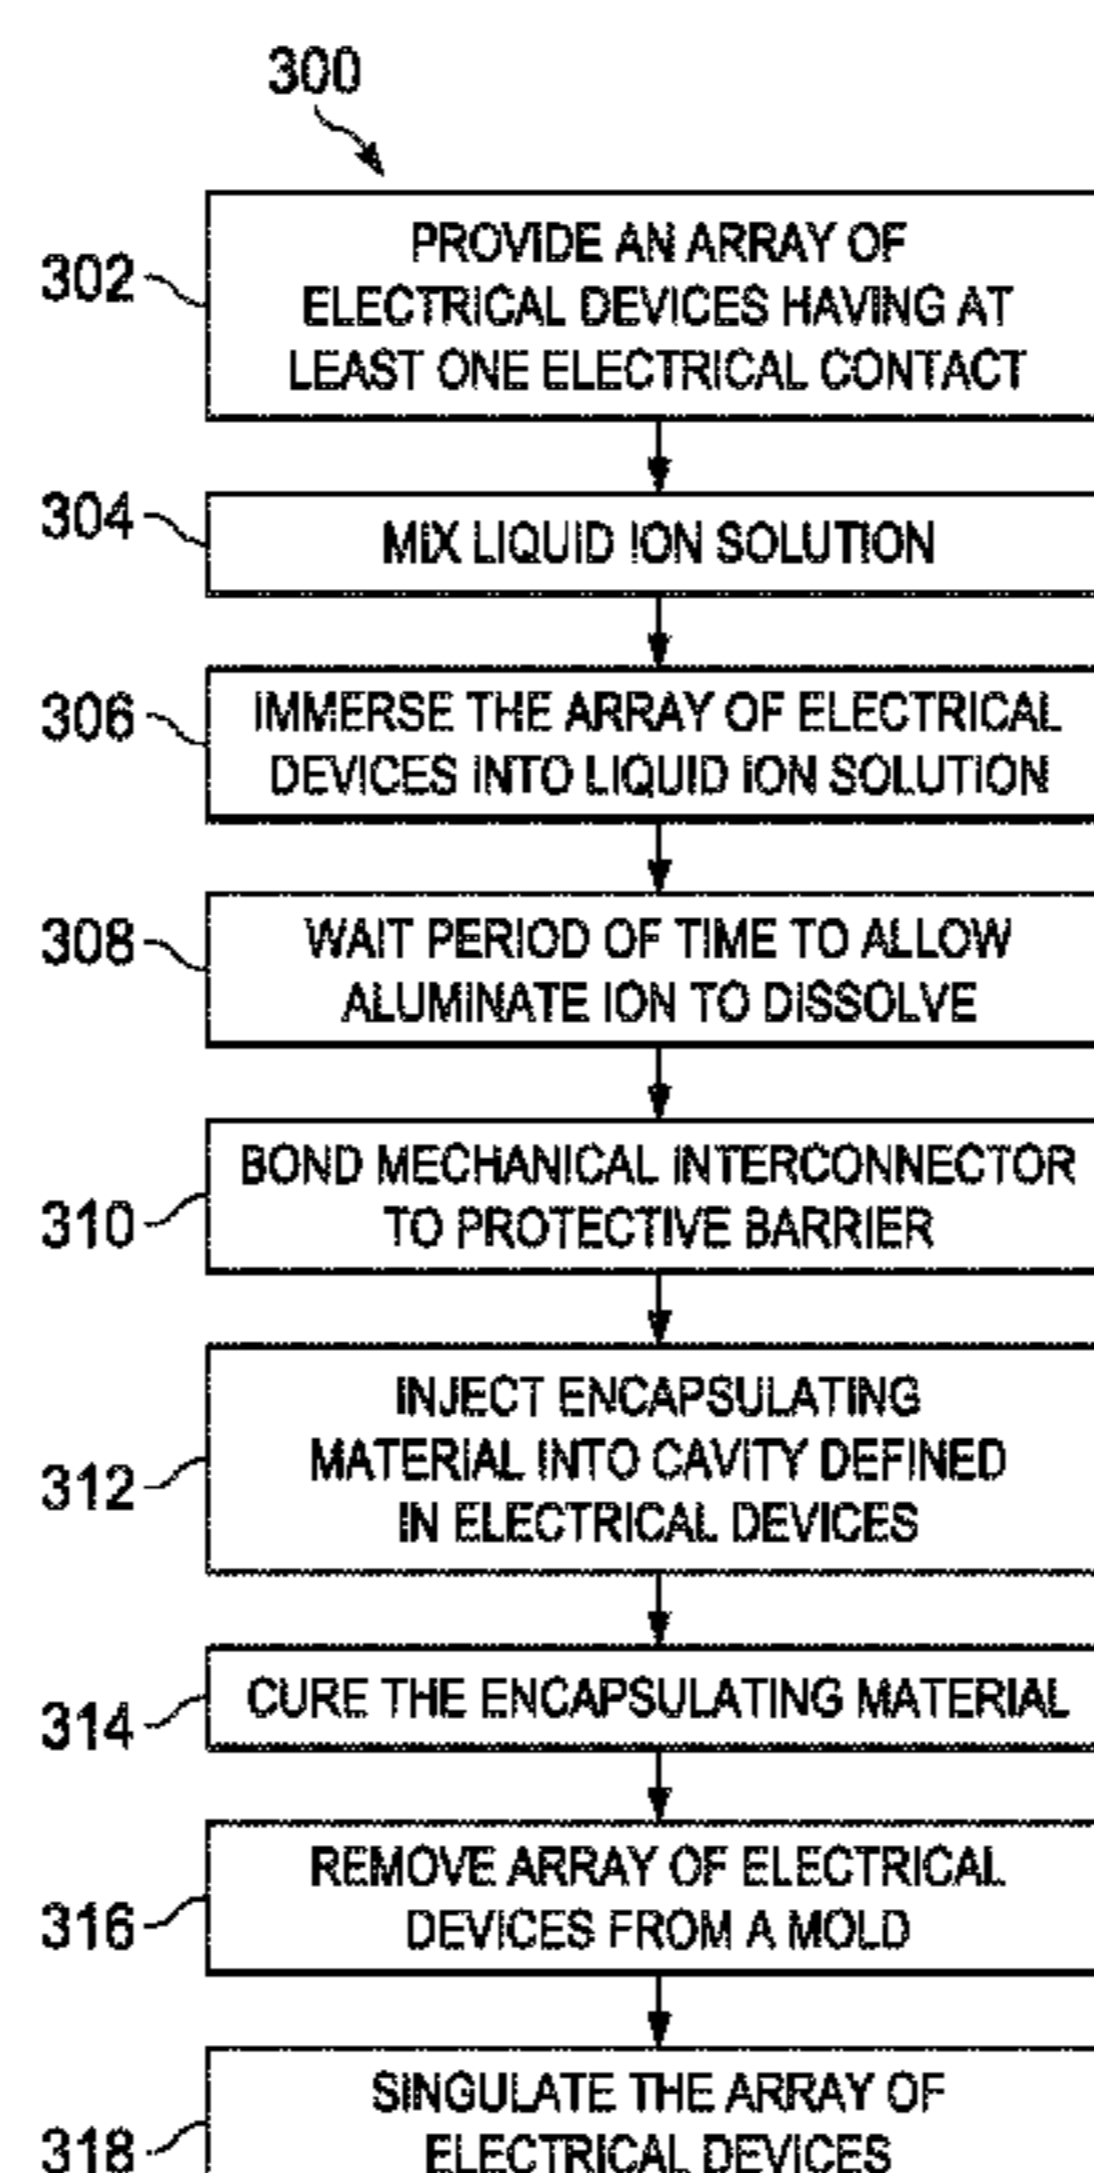 300
302
PROVIDE AN ARRAY OF
ELECTRICAL DEVICES HAVING AT
LEAST ONE ELECTRICAL CONTACT
304
MIX LIQUID ION SOLUTION
306
IMMERSE THE ARRAY OF ELECTRICAL
DEVICES INTO LIQUID ION SOLUTION
308
WAIT PERIOD OF TIME TO ALLOW
ALUMINATE ION TO DISSOLVE
310
BOND MECHANICAL INTERCONNECTOR
TO PROTECTIVE BARRIER
312
INJECT ENCAPSULATING
MATERIAL INTO CAVITY DEFINED
IN ELECTRICAL DEVICES
314
CURE THE ENCAPSULATING MATERIAL
316
REMOVE ARRAY OF ELECTRICAL
DEVICES FROM A MOLD
318
SINGULATE THE ARRAY OF
ELECTRICAL DEVICES